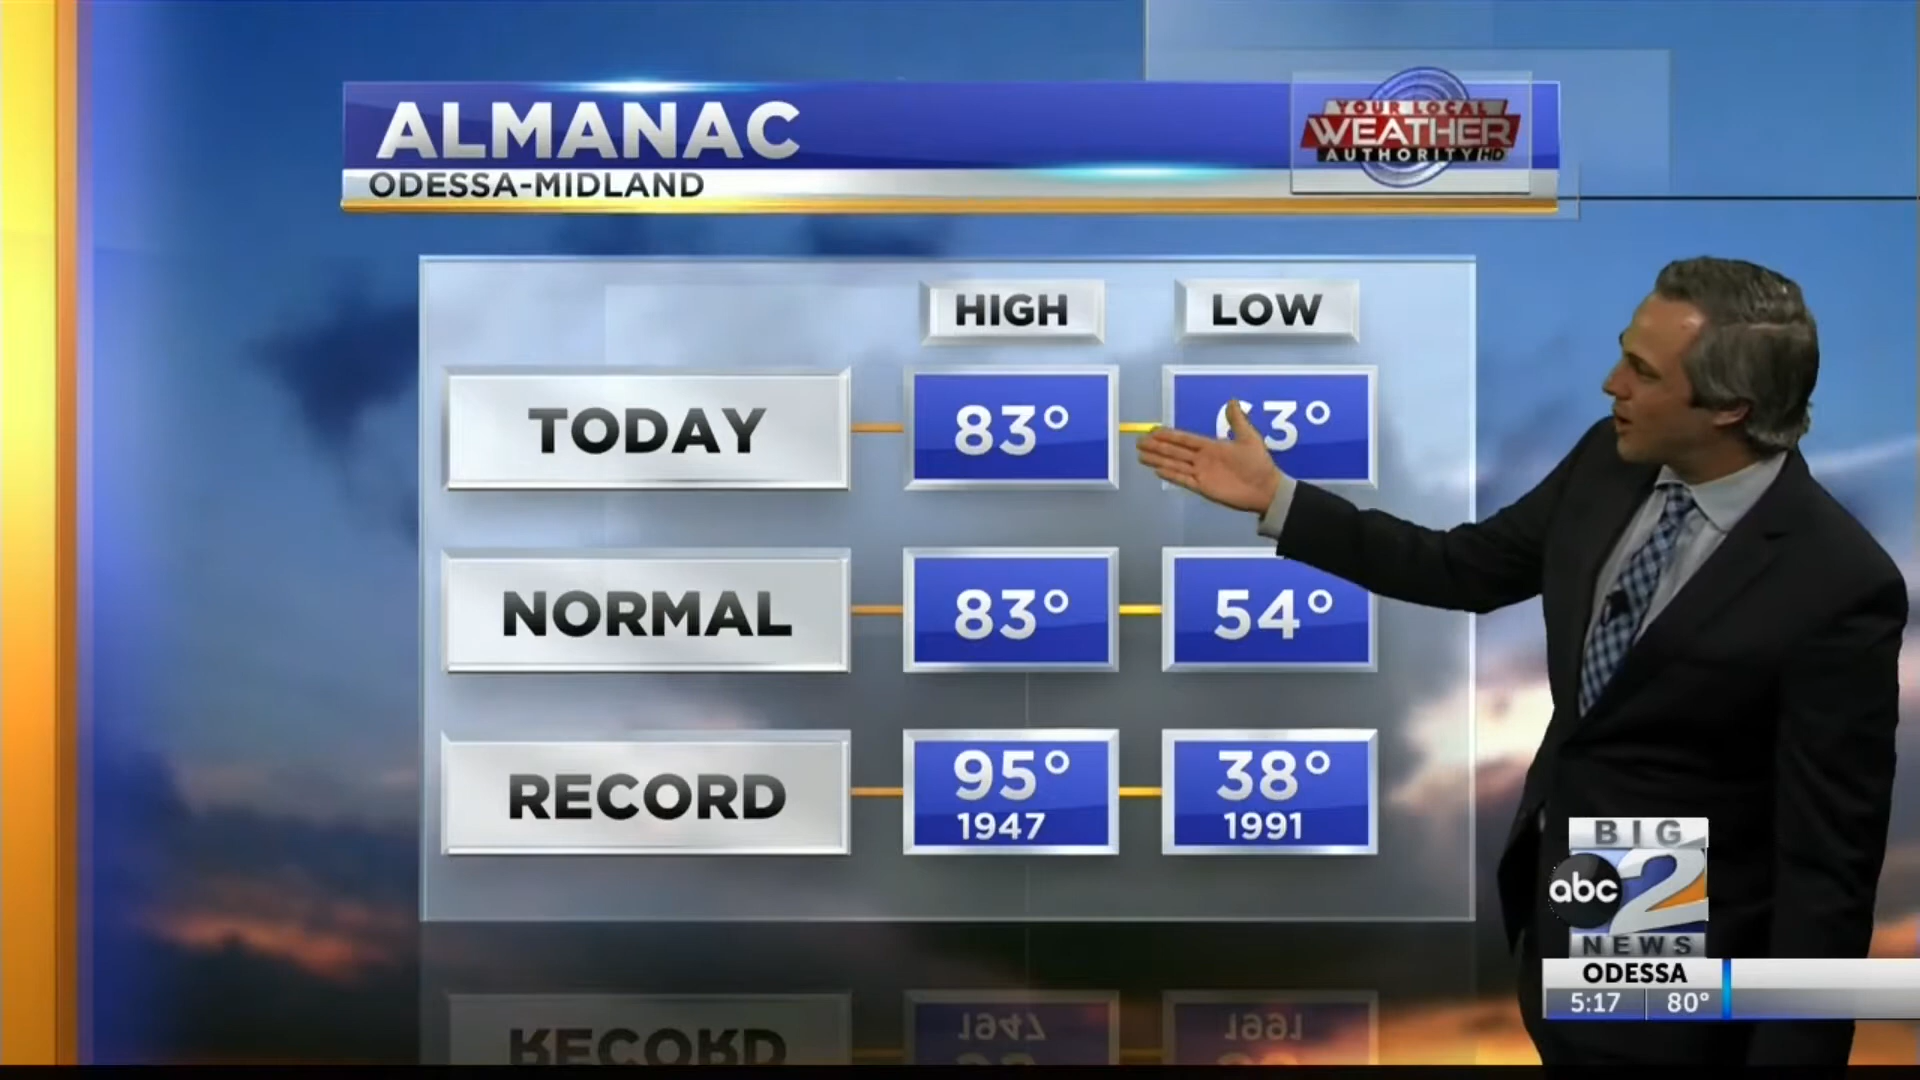 ALMANAC
ODESSA-MIDLAND
YOUR LOCAL
WEATHER
AUTHORITY HD
HIGH LOW
TODAY 83° 63°
NORMAL 83° 54°
RECORD 95° 38°
1947 1991
BIG
abc 2
NEWS
ODESSA
5:17 80°